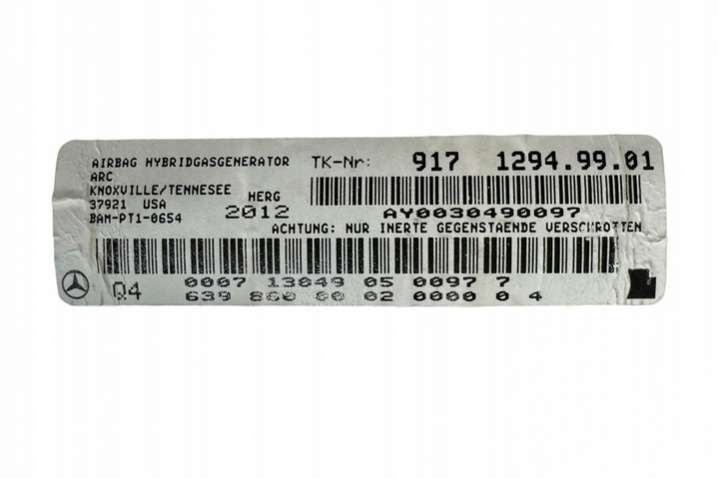 AIRBAG HYBRIDGASGENERATOR TK-Nr: 917 1294.99.01
ARC
KNOXVILLE/TENNESEE
37921 USA HERG
BAM-PT1-0654 2012 AY0030490097
ACHTUNG: NUR INERTE GEGENSTAENDE VERSCHROTTEN
Q4 0007 13049 05 0097 7
639 860 00 02 0000 0 4